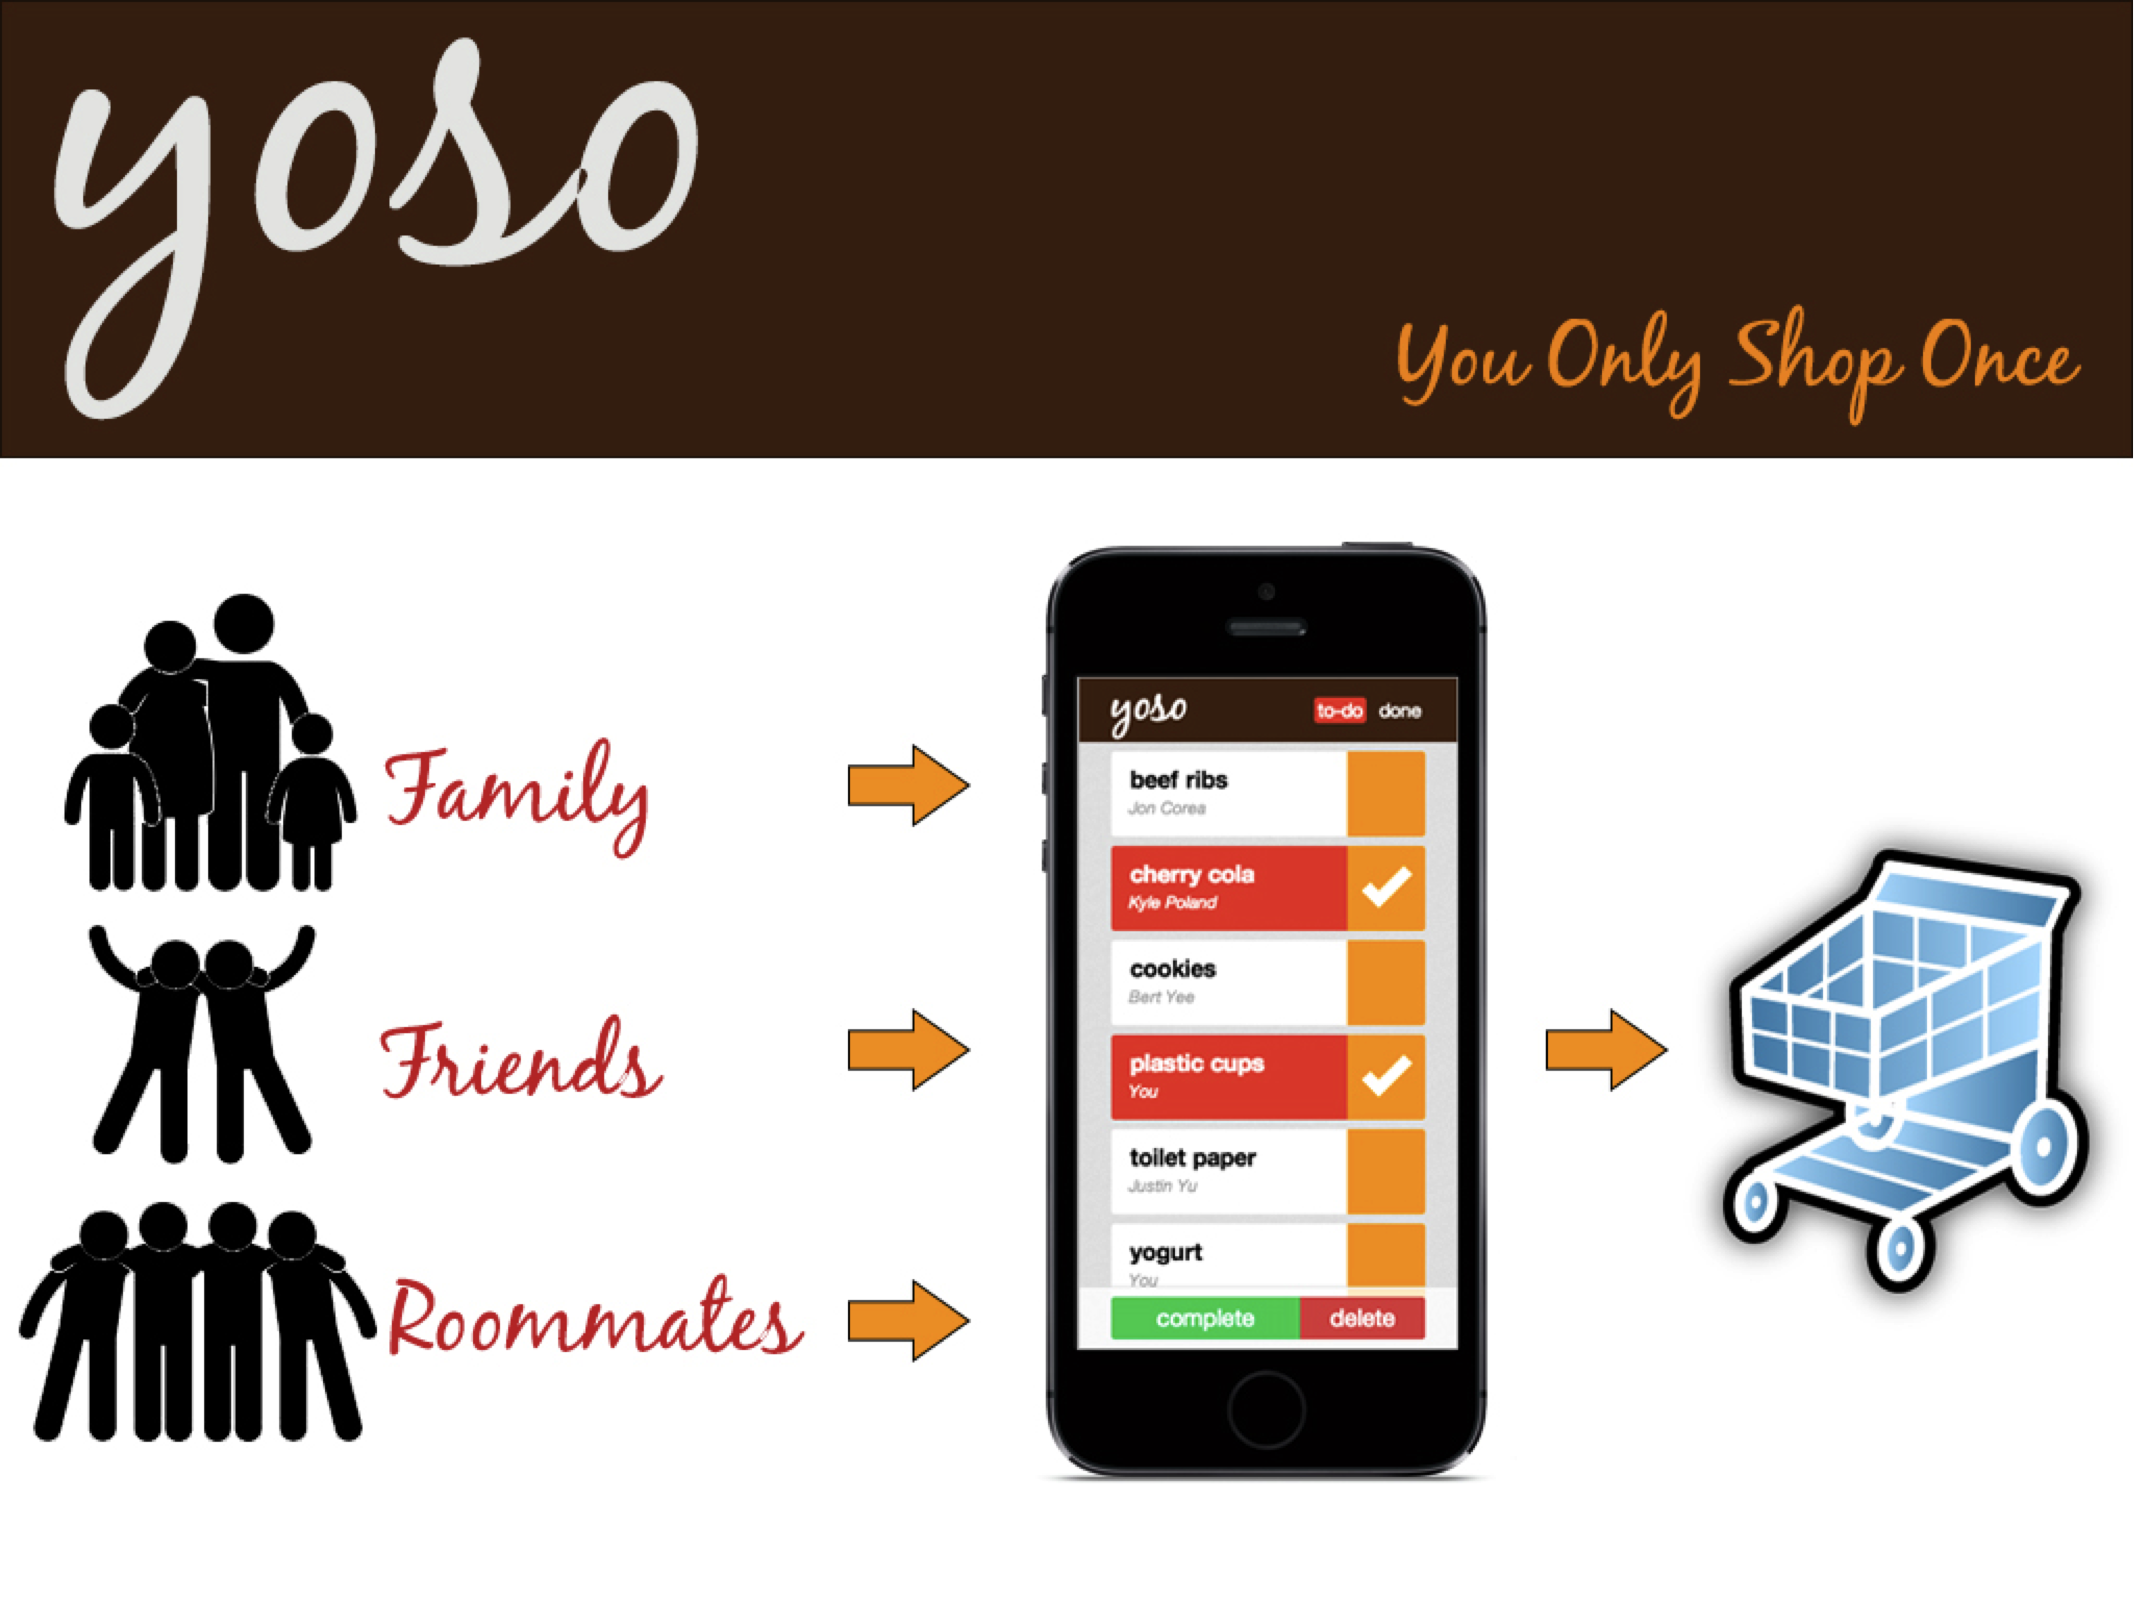 yoso
You Only Shop Once
Family
Friends
Roommates
yoso to-do done
beef ribs
Jon Corea
cherry cola
Kyle Poland
cookies
Bert Yee
plastic cups
You
toilet paper
Justin Yu
yogurt
You
complete delete